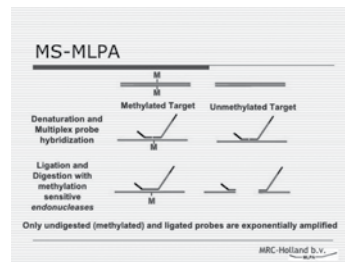 MS-MLPA
M
M
Methylated Target Unmethylated Target
Denaturation and
Multiplex probe
hybridization
M
Ligation and
Digestion with
methylation
sensitive
endonucleases
M
Only undigested (methylated) and ligated probes are exponentially amplified
MRC-Holland b.v.
MLPA